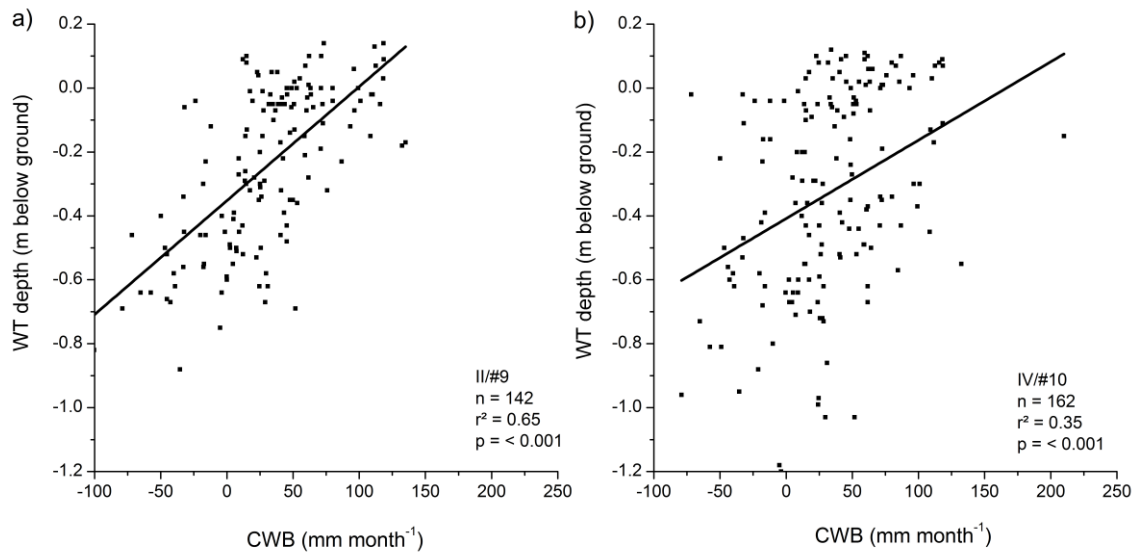 a)
0.2
0.0
-0.2
-0.4
-0.6
-0.8
-1.0
-1.2
WT depth (m below ground)
-100 -50 0 50 100 150 200 250
CWB (mm month⁻¹)
II/#9
n = 142
r² = 0.65
p = < 0.001
b)
0.2
0.0
-0.2
-0.4
-0.6
-0.8
-1.0
-1.2
WT depth (m below ground)
-100 -50 0 50 100 150 200 250
CWB (mm month⁻¹)
IV/#10
n = 162
r² = 0.35
p = < 0.001